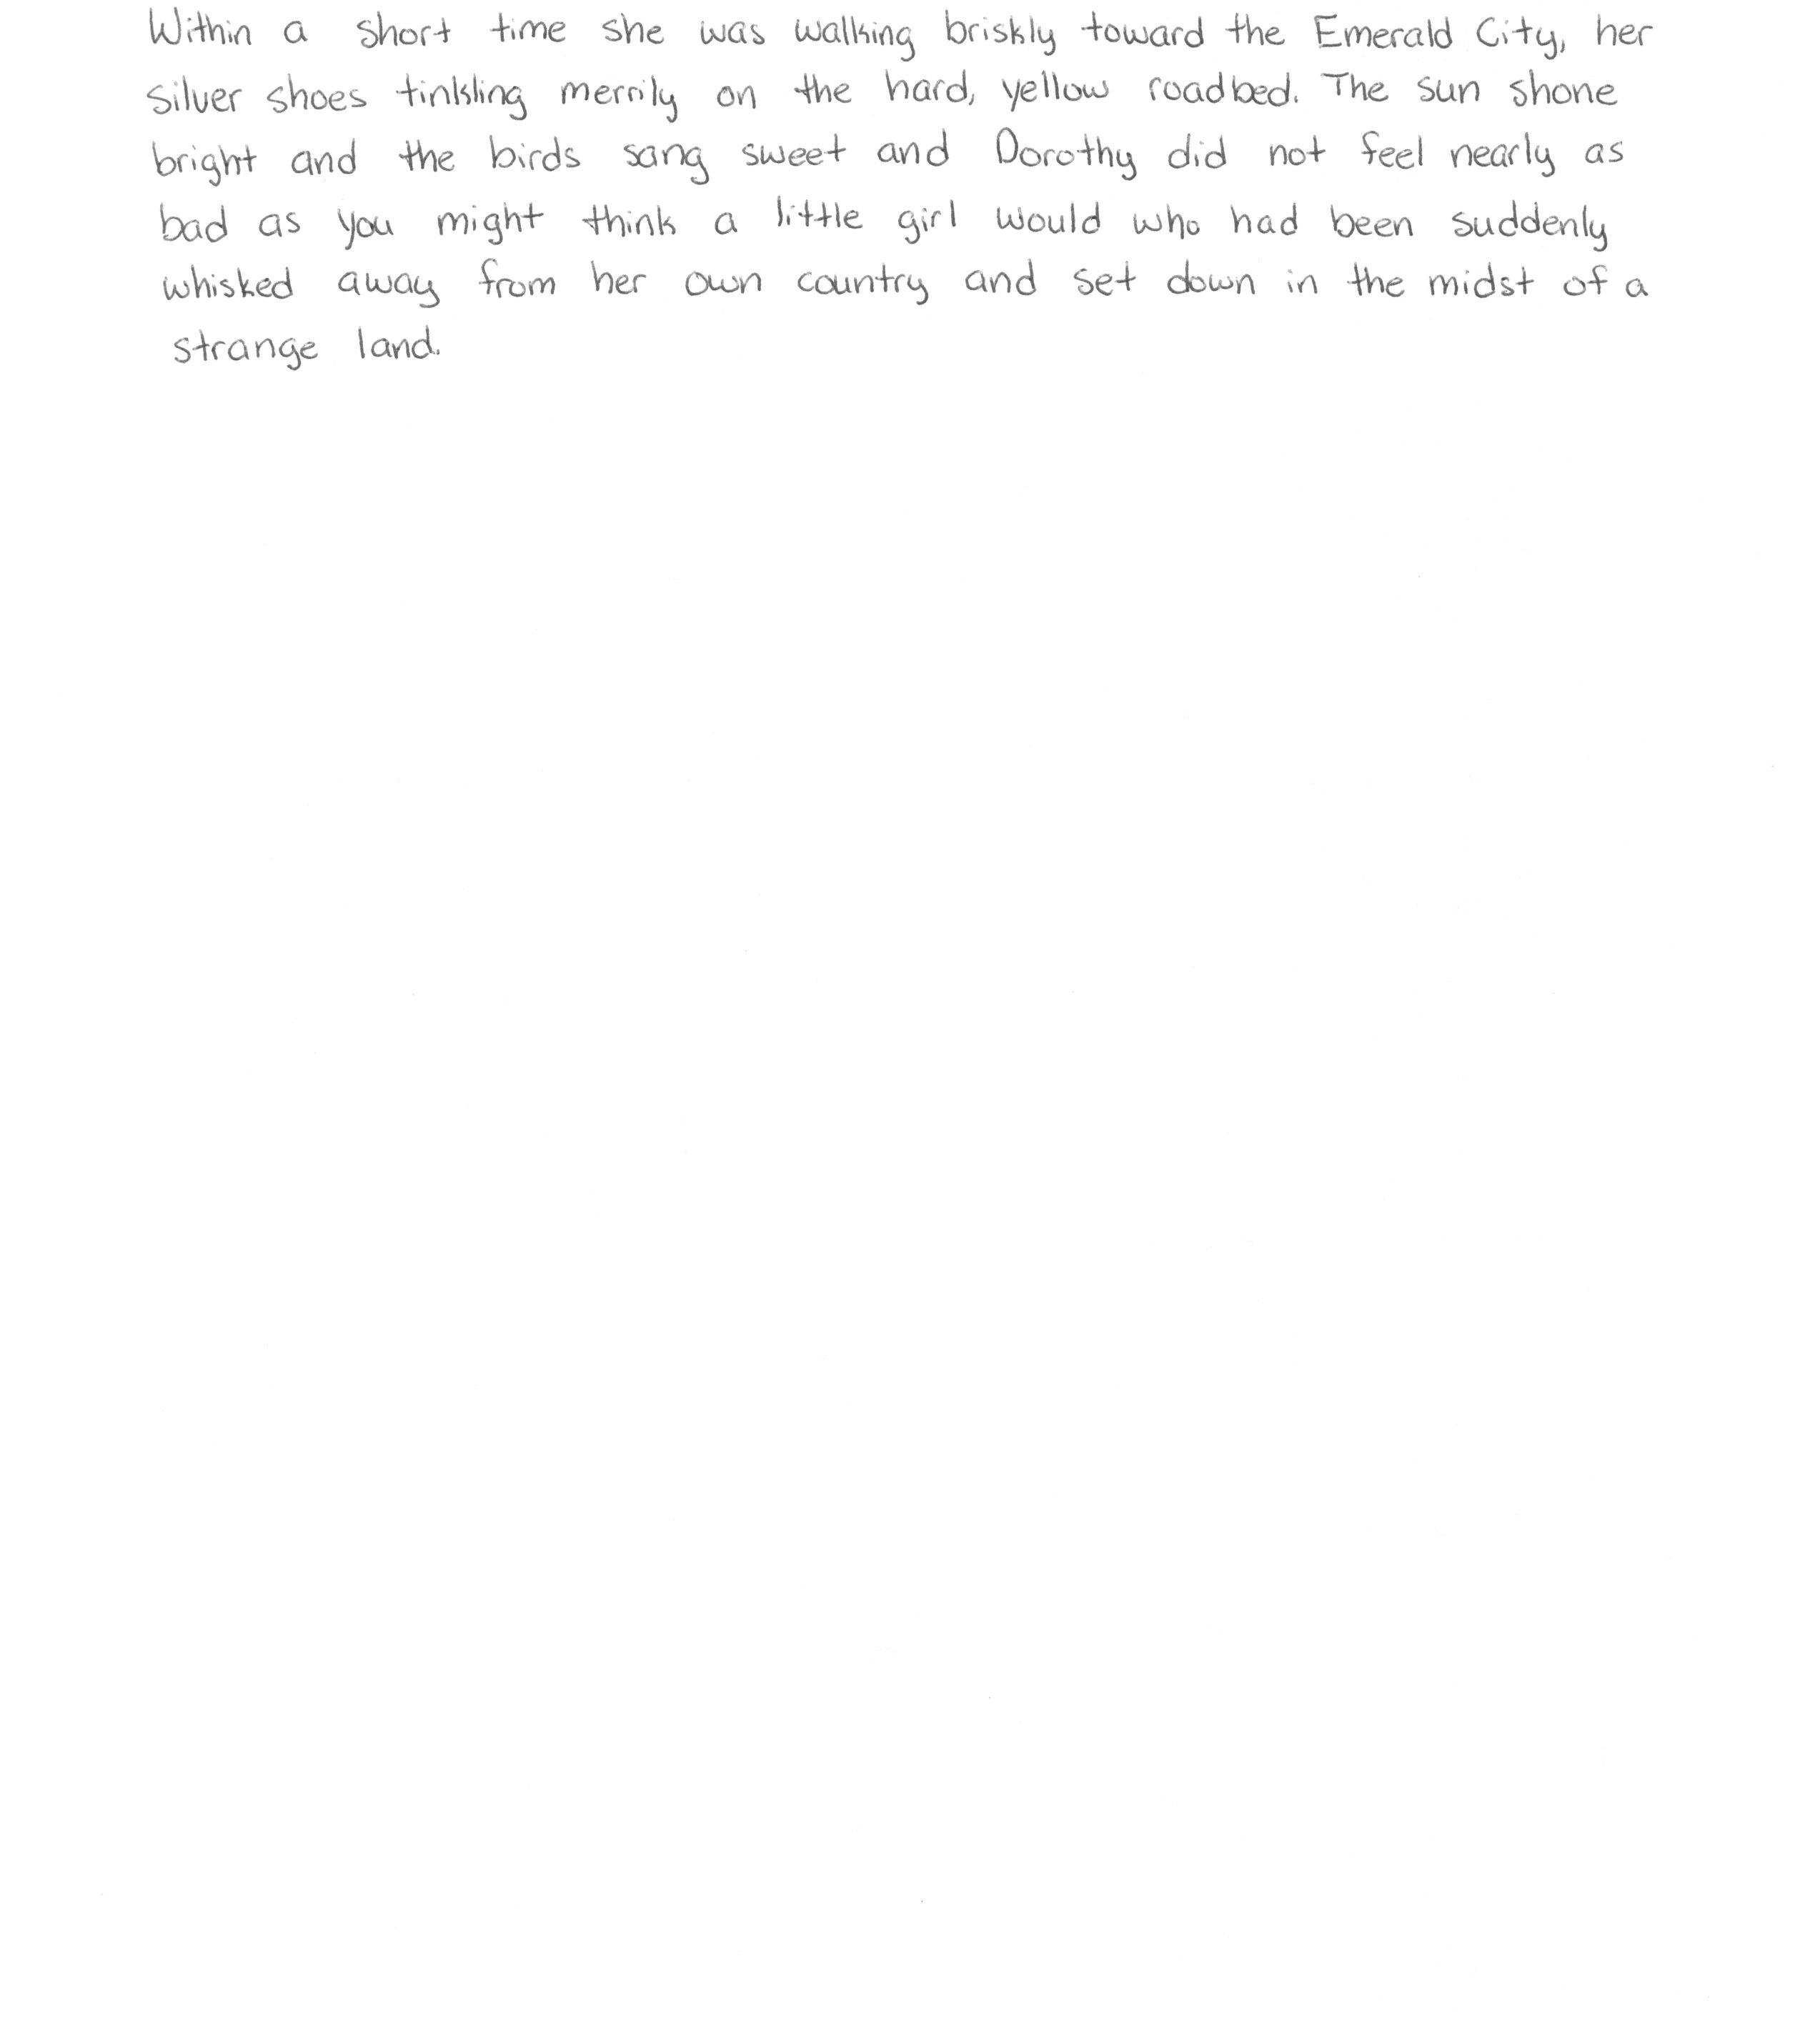 Within a short time she was walking briskly toward the Emerald City, her
silver shoes tinkling merrily on the hard, yellow roadbed. The sun shone
bright and the birds sang sweet and Dorothy did not feel nearly as
bad as you might think a little girl would who had been suddenly
whisked away from her own country and set down in the midst of a
strange land.